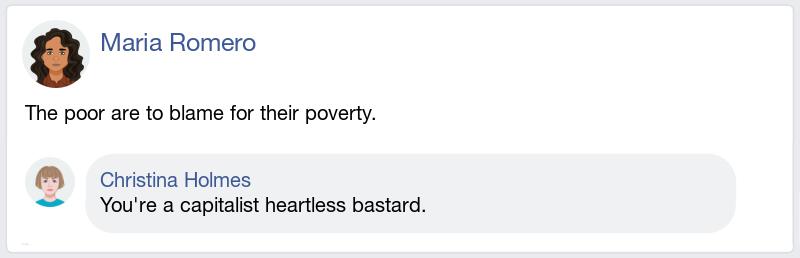 Maria Romero
The poor are to blame for their poverty.
Christina Holmes
You're a capitalist heartless bastard.